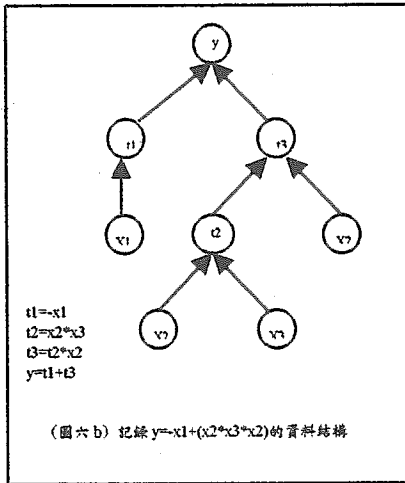 y
t1
t3
x1
t2
x2
x2
x3
t1=-x1
t2=x2*x3
t3=t2*x2
y=t1+t3
(圖六 b) 記錄 y=-x1+(x2*x3*x2)的資料結構